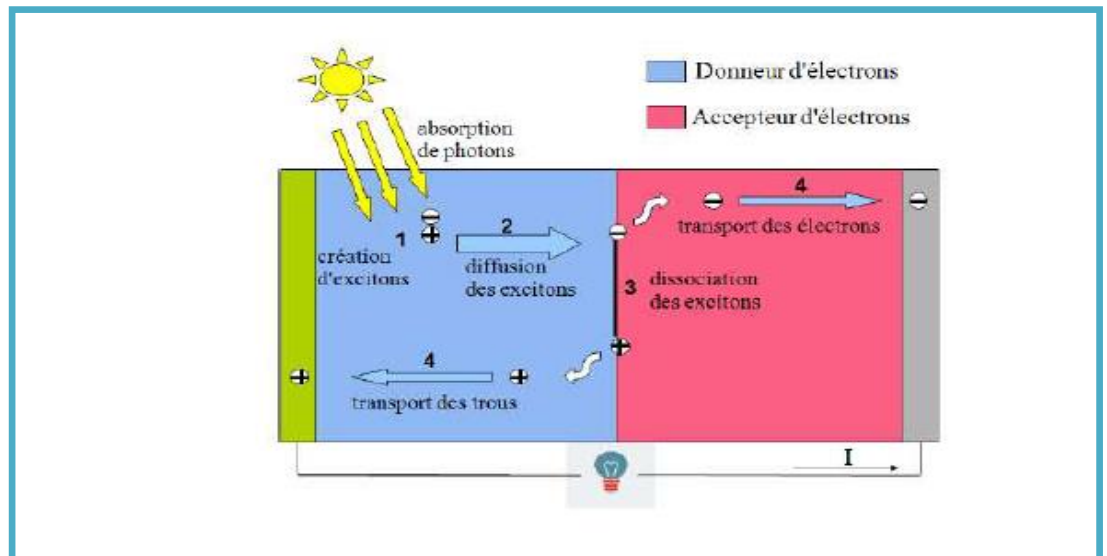 Donneur d'électrons
Accepteur d'électrons
absorption
de photons
1
création
d'excitons
2
diffusion
des excitons
3
dissociation
des excitons
4
transport des électrons
4
transport des trous
I